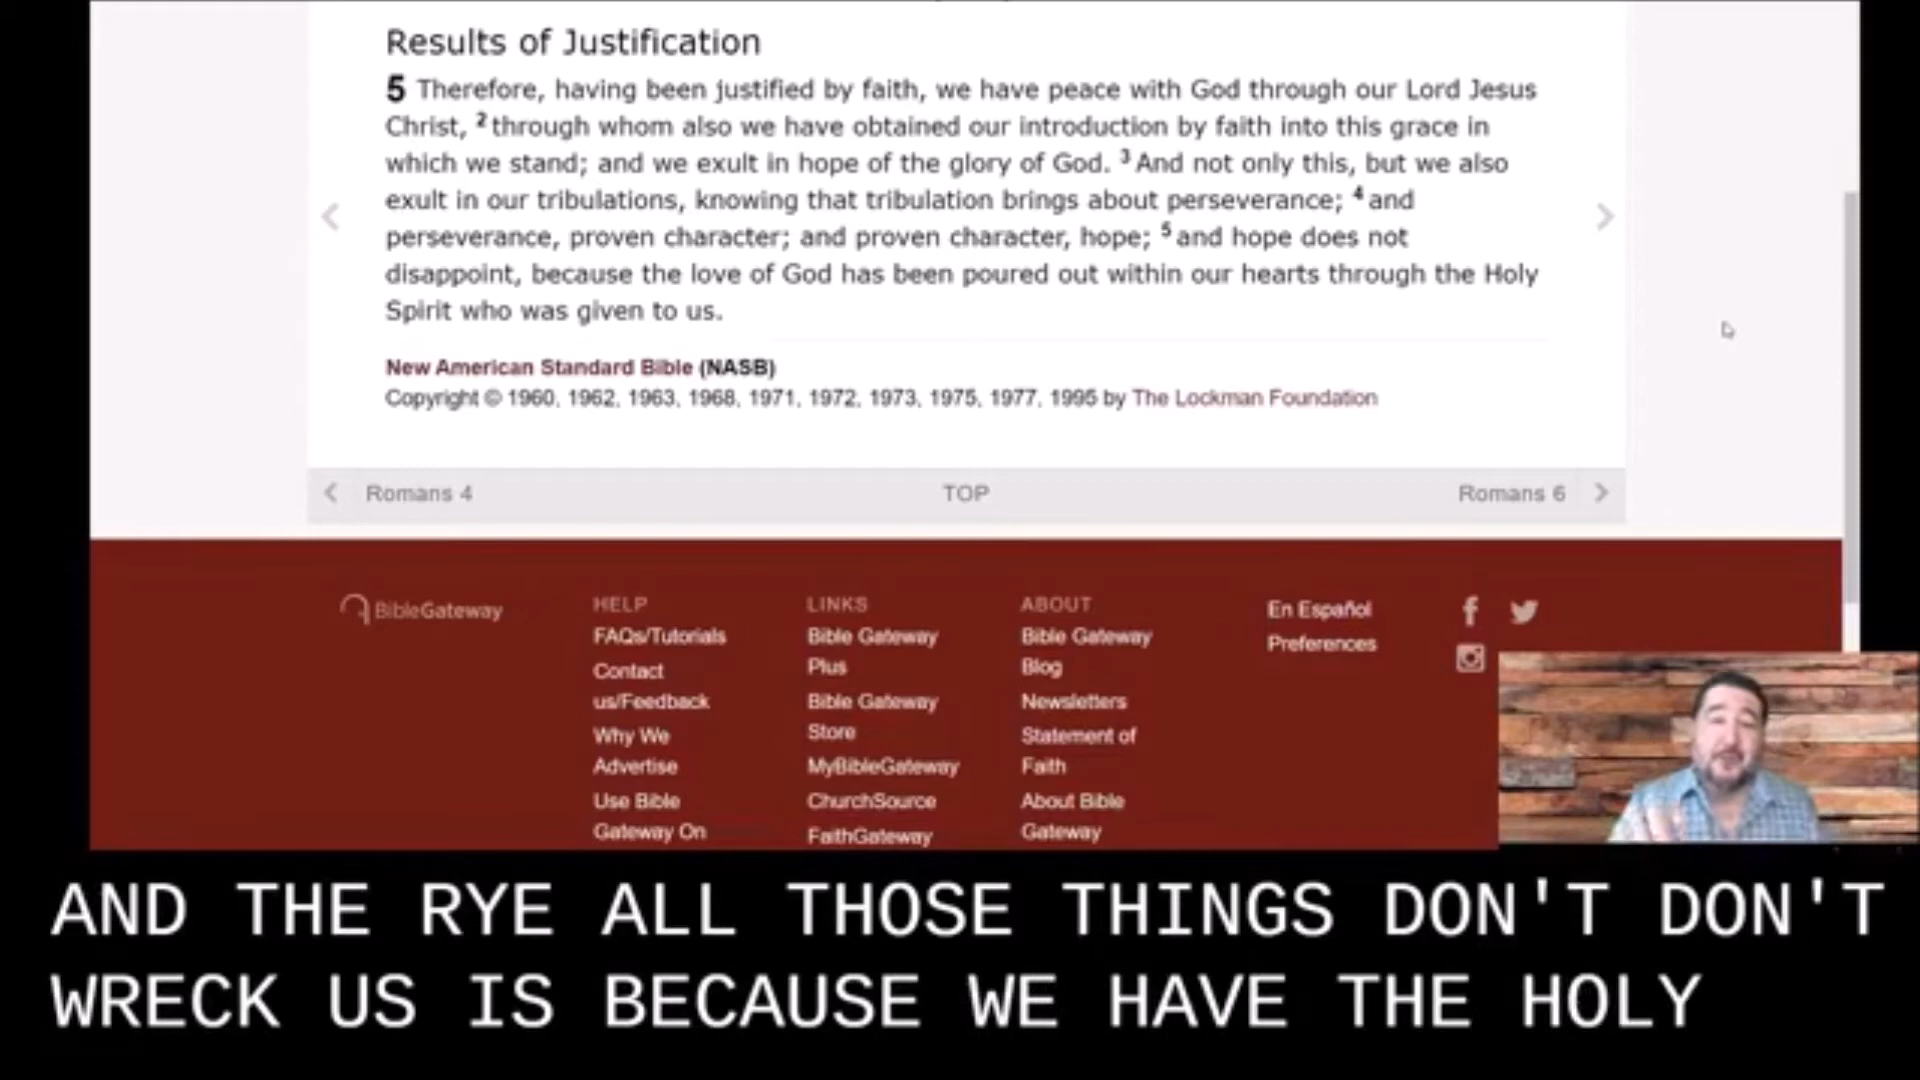 Results of Justification
5 Therefore, having been justified by faith, we have peace with God through our Lord Jesus
Christ, 2 through whom also we have obtained our introduction by faith into this grace in
which we stand; and we exult in hope of the glory of God. 3 And not only this, but we also
exult in our tribulations, knowing that tribulation brings about perseverance; 4 and
perseverance, proven character; and proven character, hope; 5 and hope does not
disappoint, because the love of God has been poured out within our hearts through the Holy
Spirit who was given to us.
New American Standard Bible (NASB)
Copyright © 1960, 1962, 1963, 1968, 1971, 1972, 1973, 1975, 1977, 1995 by The Lockman Foundation
Romans 4
TOP
Romans 6
BibleGateway
HELP
FAQs/Tutorials
Contact
us/Feedback
Why We
Advertise
Use Bible
Gateway On
LINKS
Bible Gateway
Plus
Bible Gateway
Store
MyBibleGateway
ChurchSource
FaithGateway
ABOUT
Bible Gateway
Blog
Newsletters
Statement of
Faith
About Bible
Gateway
En Español
Preferences
AND THE RYE ALL THOSE THINGS DON'T DON'T
WRECK US IS BECAUSE WE HAVE THE HOLY